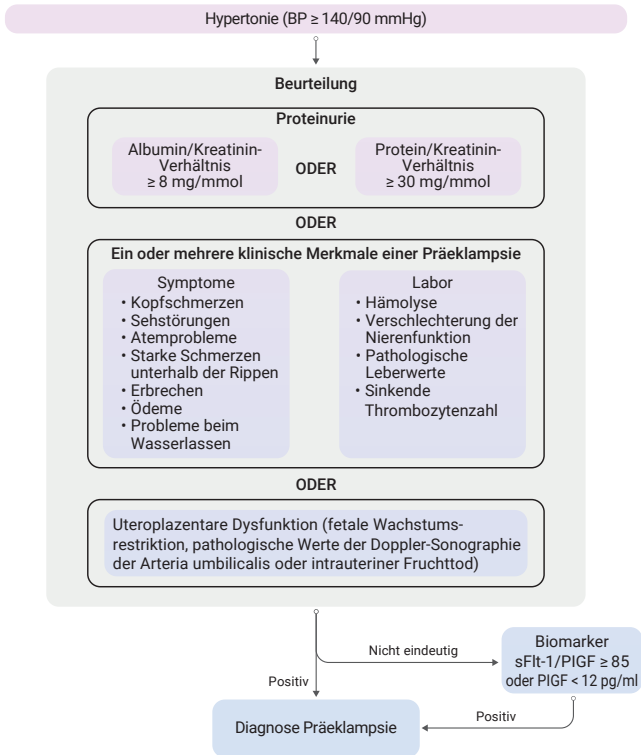 Hypertonie (BP ≥ 140/90 mmHg)
Beurteilung
Proteinurie
Albumin/Kreatinin-
Verhältnis
≥ 8 mg/mmol
ODER
Protein/Kreatinin-
Verhältnis
≥ 30 mg/mmol
ODER
Ein oder mehrere klinische Merkmale einer Präeklampsie
Symptome
• Kopfschmerzen
• Sehstörungen
• Atemprobleme
• Starke Schmerzen
unterhalb der Rippen
• Erbrechen
• Ödeme
• Probleme beim
Wasserlassen
Labor
• Hämolyse
• Verschlechterung der
Nierenfunktion
• Pathologische
Leberwerte
• Sinkende
Thrombozytenzahl
ODER
Uteroplazentare Dysfunktion (fetale Wachstums-
restriktion, pathologische Werte der Doppler-Sonographie
der Arteria umbilicalis oder intrauteriner Fruchttod)
Nicht eindeutig
Biomarker
sFlt-1/PlGF ≥ 85
oder PlGF < 12 pg/ml
Positiv
Positiv
Diagnose Präeklampsie